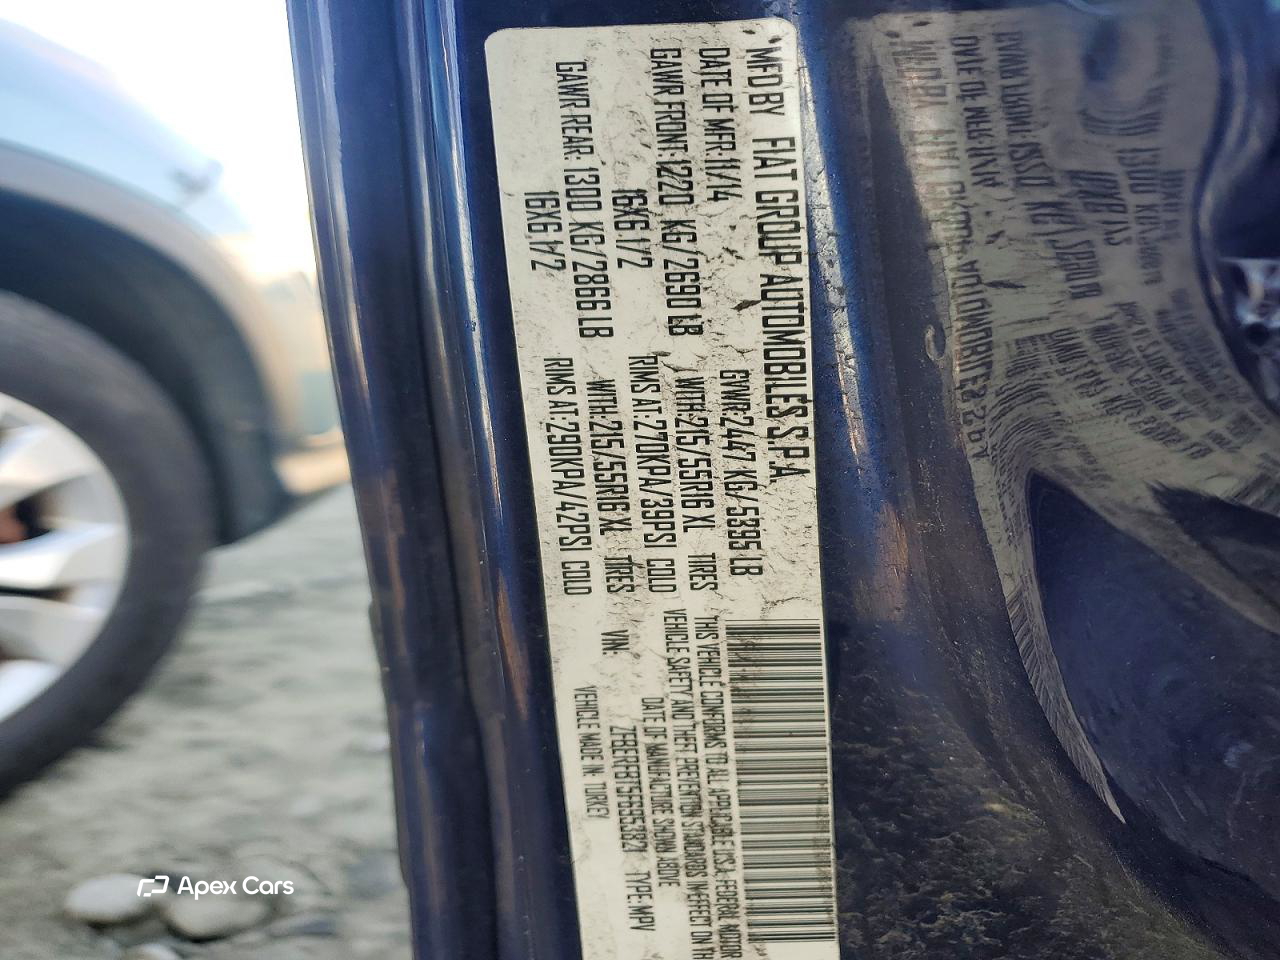 MFD BY FIAT GROUP AUTOMOBILES S.P.A.
DATE OF MFR: 11/14 GVWR: 2447 KG/5395 LB
GAWR FRONT: 1220 KG/2690 LB WITH: 215/55R16 XL TIRES
16X6 1/2 RIMS AT: 270KPA/39PSI COLD
GAWR REAR: 1300 KG/2866 LB WITH: 215/55R16 XL TIRES
16X6 1/2 RIMS AT: 290KPA/42PSI COLD
THIS VEHICLE CONFORMS TO ALL APPLICABLE U.S.A. FEDERAL MOTOR
VEHICLE SAFETY AND THEFT PREVENTION STANDARDS IN EFFECT ON TH
DATE OF MANUFACTURE SHOWN ABOVE
VIN: TYPE: MPV
VEHICLE MADE IN: TURKEY
Apex Cars